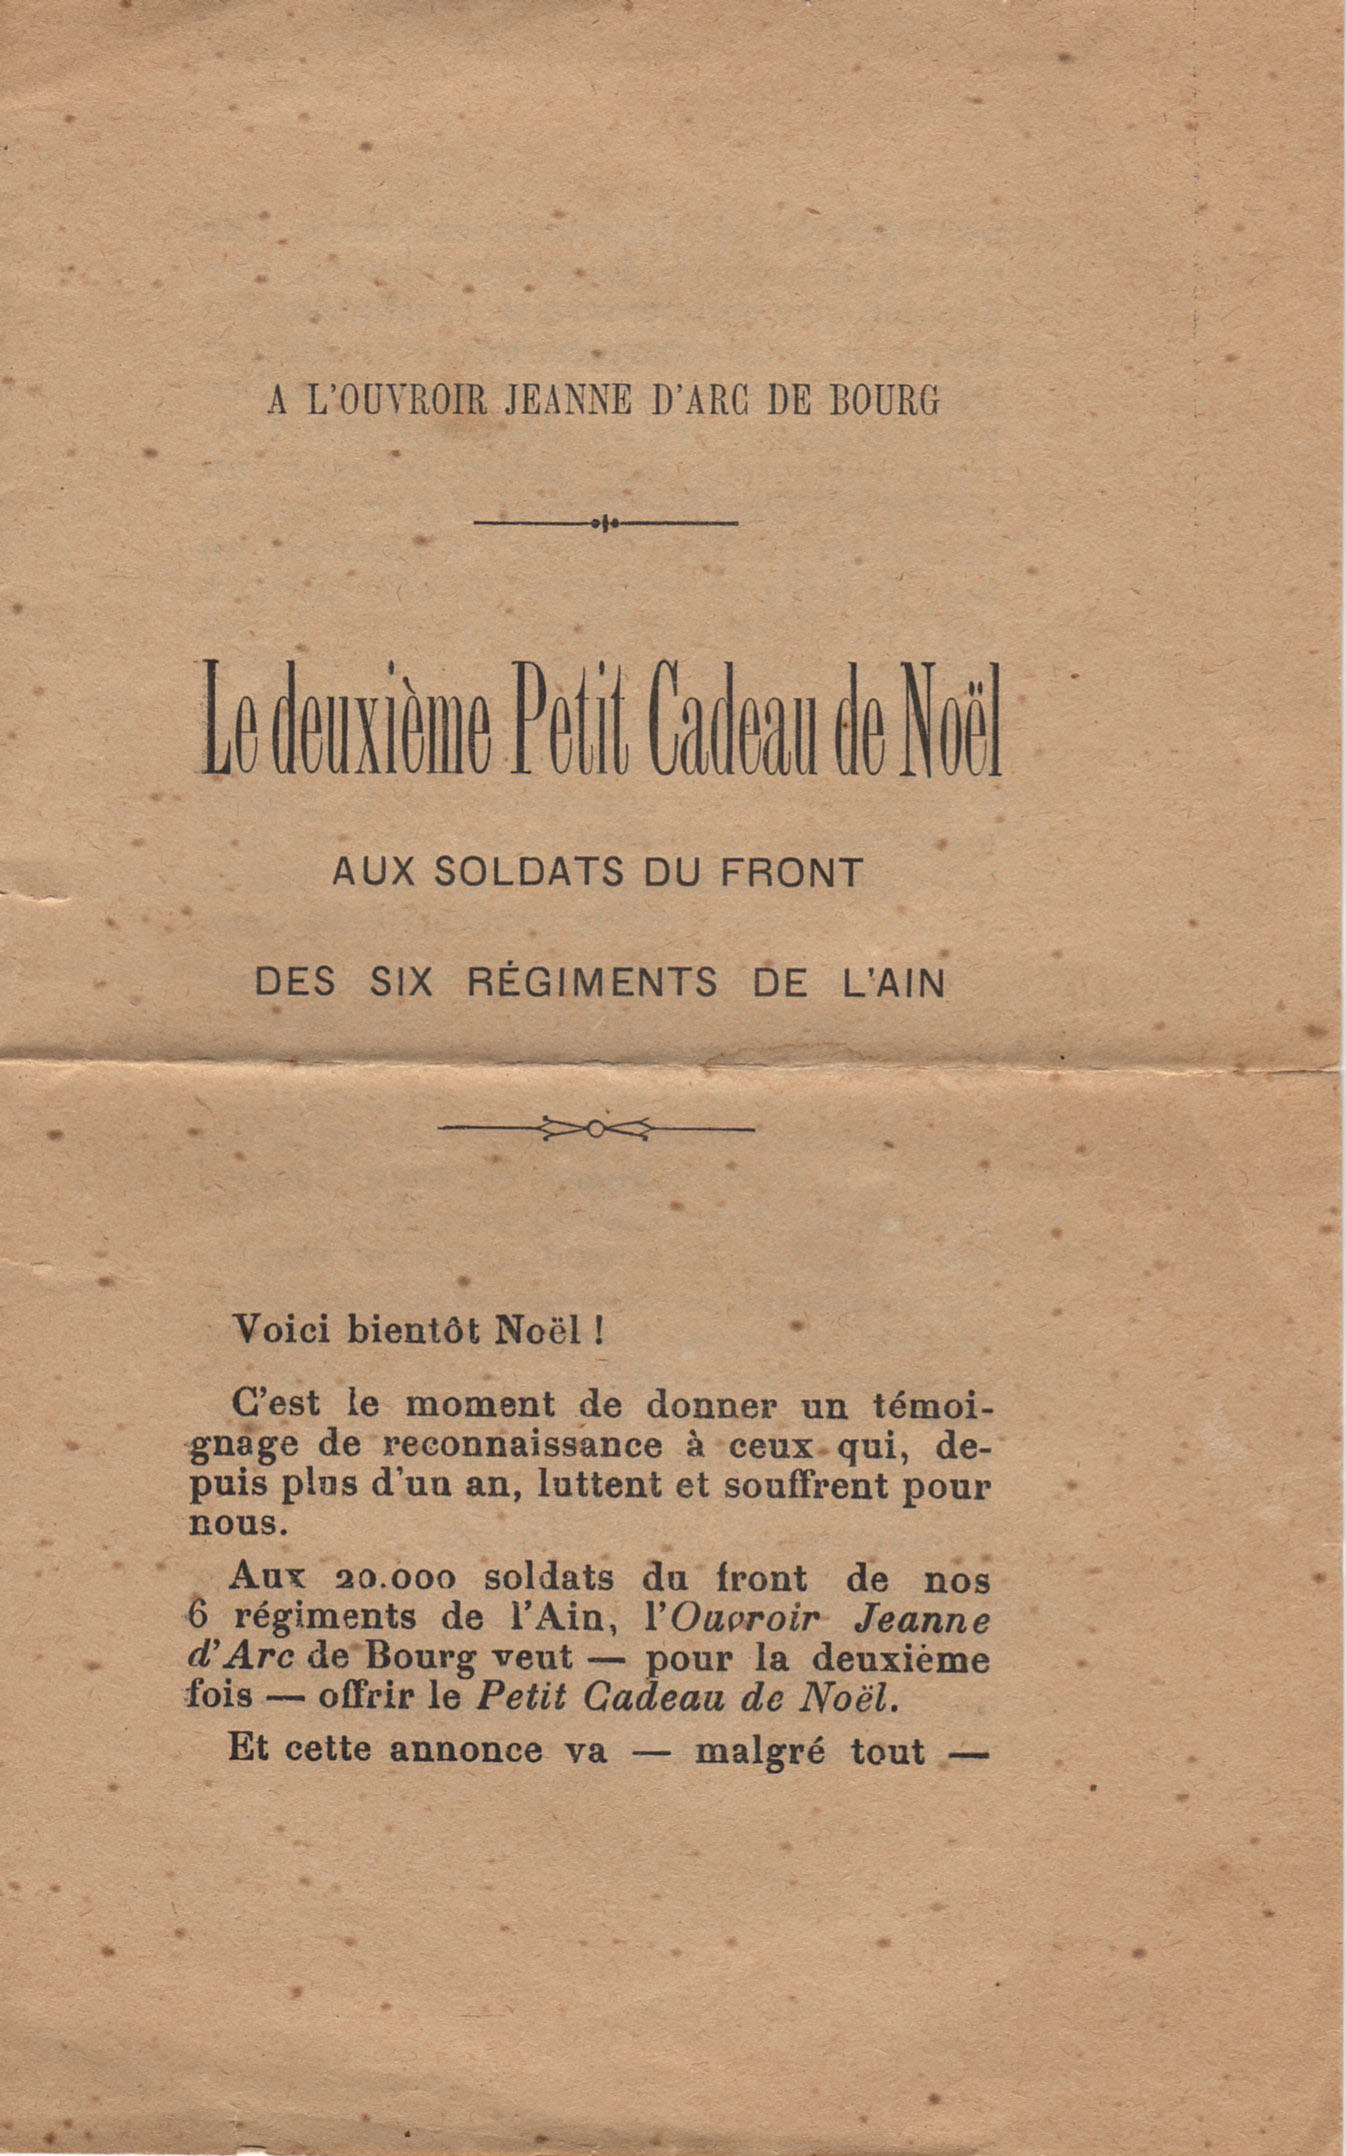 A L'OUVROIR JEANNE D'ARC DE BOURG
Le deuxième Petit Cadeau de Noël
AUX SOLDATS DU FRONT
DES SIX RÉGIMENTS DE L'AIN
Voici bientôt Noël !
C'est le moment de donner un témoi-
gnage de reconnaissance à ceux qui, de-
puis plus d'un an, luttent et souffrent pour
nous.
Aux 20.000 soldats du front de nos
6 régiments de l'Ain, l'Ouvroir Jeanne
d'Arc de Bourg veut — pour la deuxième
fois — offrir le Petit Cadeau de Noël.
Et cette annonce va — malgré tout —